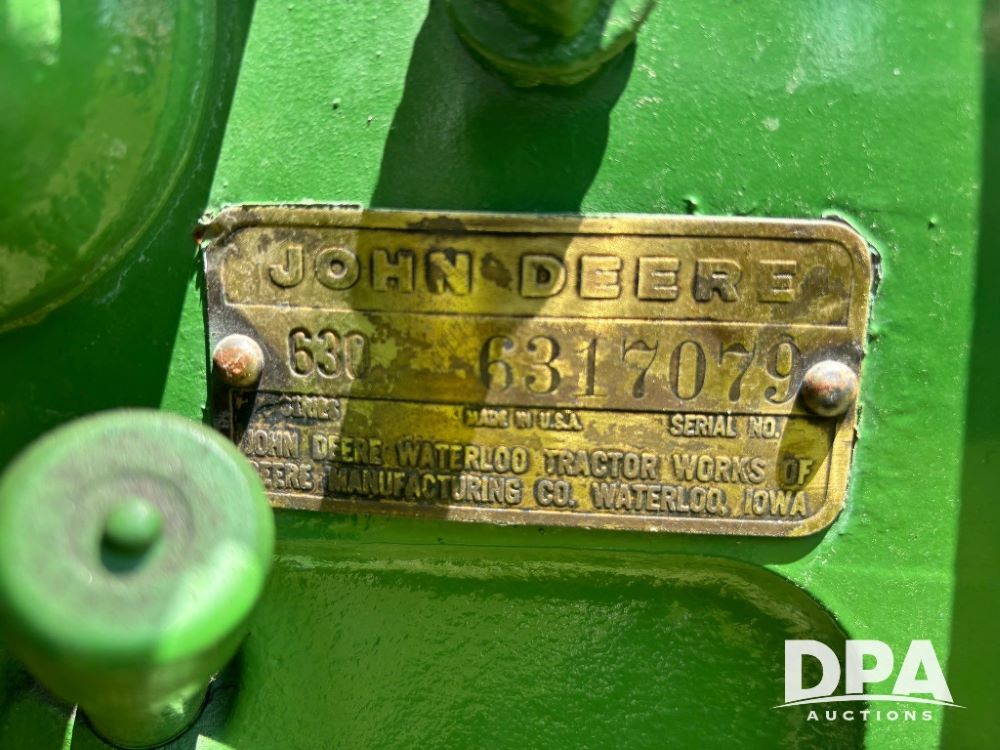 JOHN DEERE
630 6317079
SERIES MADE IN U.S.A. SERIAL NO.
JOHN DEERE WATERLOO TRACTOR WORKS OF
DEERE MANUFACTURING CO. WATERLOO, IOWA
DPA
AUCTIONS